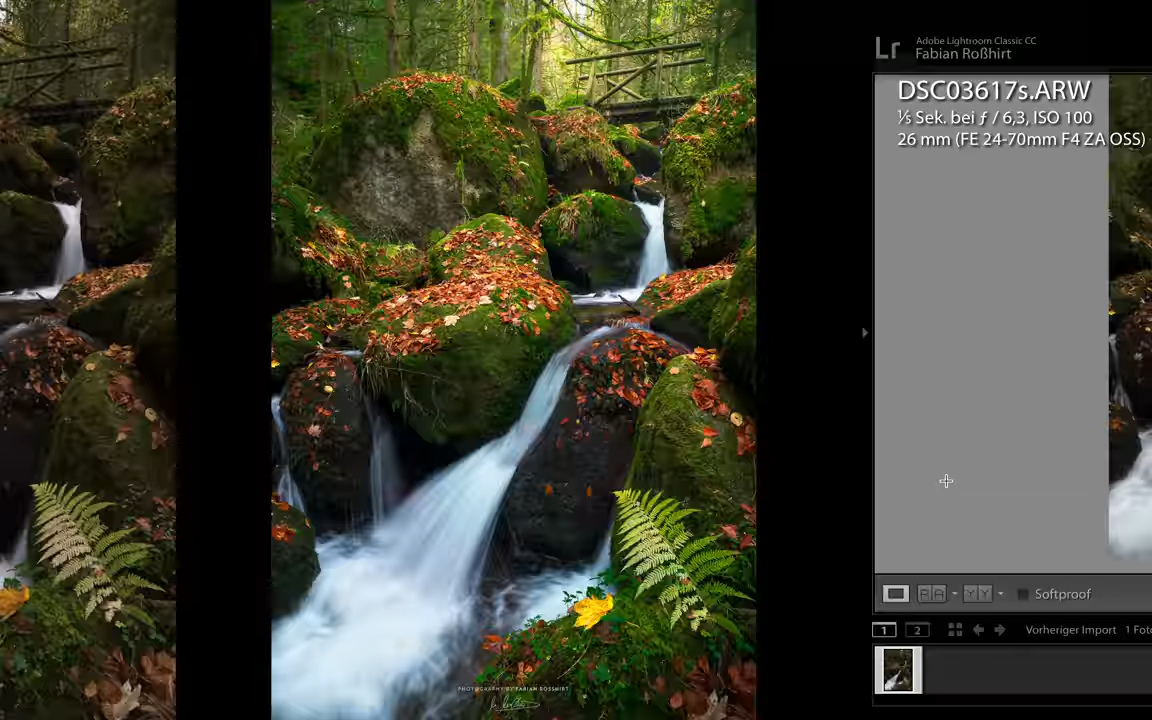 Lr
Adobe Lightroom Classic CC
Fabian Roßhirt
DSC03617s.ARW
⅕ Sek. bei ƒ / 6,3, ISO 100
26 mm (FE 24-70mm F4 ZA OSS)
R A
Y Y
Softproof
1
2
Vorheriger Import
1 Foto
PHOTOGRAPHY BY FABIAN ROSSHIRT